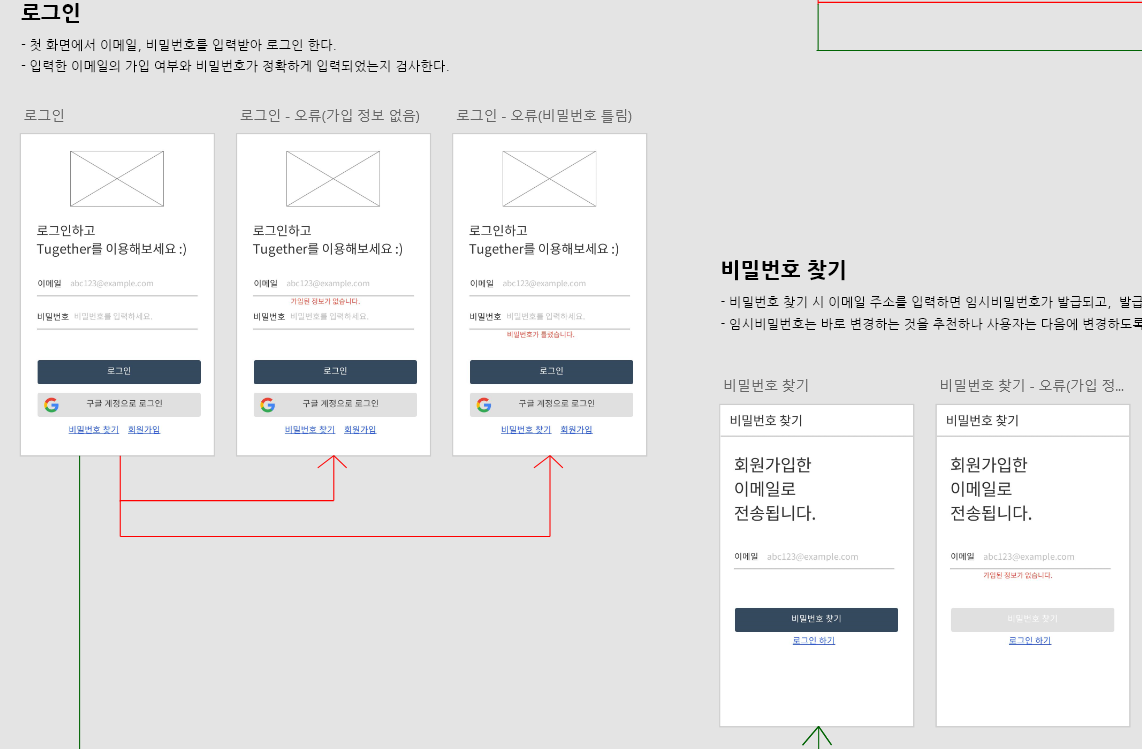 로그인
- 첫 화면에서 이메일, 비밀번호를 입력받아 로그인 한다.
- 입력한 이메일의 가입 여부와 비밀번호가 정확하게 입력되었는지 검사한다.
로그인
로그인하고
Tugether를 이용해보세요 :)
이메일 abc123@example.com
비밀번호 비밀번호를 입력하세요.
로그인
구글 계정으로 로그인
비밀번호 찾기 회원가입
로그인 - 오류(가입 정보 없음)
로그인하고
Tugether를 이용해보세요 :)
이메일 abc123@example.com
가입된 정보가 없습니다.
비밀번호 비밀번호를 입력하세요.
로그인
구글 계정으로 로그인
비밀번호 찾기 회원가입
로그인 - 오류(비밀번호 틀림)
로그인하고
Tugether를 이용해보세요 :)
이메일 abc123@example.com
비밀번호 비밀번호를 입력하세요.
비밀번호가 틀렸습니다.
로그인
구글 계정으로 로그인
비밀번호 찾기 회원가입
비밀번호 찾기
- 비밀번호 찾기 시 이메일 주소를 입력하면 임시비밀번호가 발급되고, 발급
- 임시비밀번호는 바로 변경하는 것을 추천하나 사용자는 다음에 변경하도록
비밀번호 찾기
비밀번호 찾기
회원가입한
이메일로
전송됩니다.
이메일 abc123@example.com
비밀번호 찾기
로그인 하기
비밀번호 찾기 - 오류(가입 정...
비밀번호 찾기
회원가입한
이메일로
전송됩니다.
이메일 abc123@example.com
가입된 정보가 없습니다.
비밀번호 찾기
로그인 하기